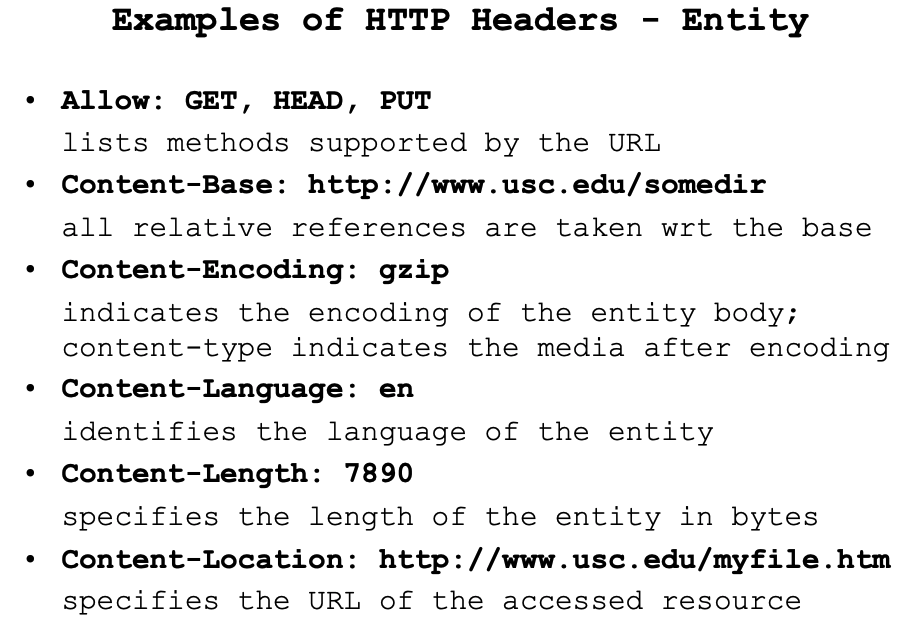 Examples of HTTP Headers - Entity
• Allow: GET, HEAD, PUT
lists methods supported by the URL
• Content-Base: http://www.usc.edu/somedir
all relative references are taken wrt the base
• Content-Encoding: gzip
indicates the encoding of the entity body;
content-type indicates the media after encoding
• Content-Language: en
identifies the language of the entity
• Content-Length: 7890
specifies the length of the entity in bytes
• Content-Location: http://www.usc.edu/myfile.htm
specifies the URL of the accessed resource